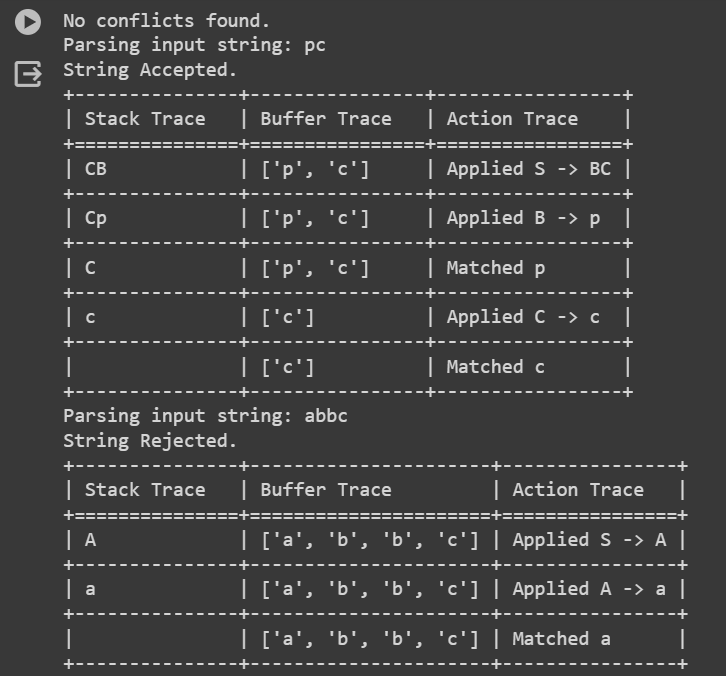 No conflicts found.
Parsing input string: pc
String Accepted.
+---------------+----------------+-----------------+
| Stack Trace   | Buffer Trace   | Action Trace    |
+===============+================+=================+
| CB            | ['p', 'c']     | Applied S -> BC |
+---------------+----------------+-----------------+
| Cp            | ['p', 'c']     | Applied B -> p  |
+---------------+----------------+-----------------+
| C             | ['p', 'c']     | Matched p       |
+---------------+----------------+-----------------+
| c             | ['c']          | Applied C -> c  |
+---------------+----------------+-----------------+
|               | ['c']          | Matched c       |
+---------------+----------------+-----------------+
Parsing input string: abbc
String Rejected.
+---------------+----------------------+----------------+
| Stack Trace   | Buffer Trace         | Action Trace   |
+===============+======================+================+
| A             | ['a', 'b', 'b', 'c'] | Applied S -> A |
+---------------+----------------------+----------------+
| a             | ['a', 'b', 'b', 'c'] | Applied A -> a |
+---------------+----------------------+----------------+
|               | ['a', 'b', 'b', 'c'] | Matched a      |
+---------------+----------------------+----------------+